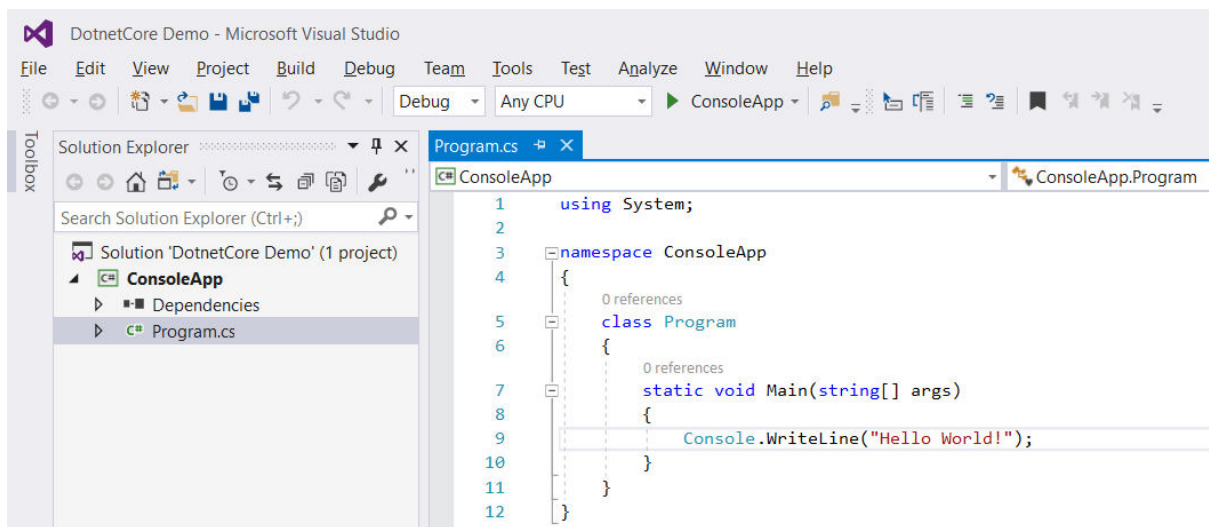 DotnetCore Demo - Microsoft Visual Studio
File Edit View Project Build Debug Team Tools Test Analyze Window Help
Debug Any CPU ConsoleApp
Toolbox
Solution Explorer
Search Solution Explorer (Ctrl+;)
Solution 'DotnetCore Demo' (1 project)
C# ConsoleApp
Dependencies
C# Program.cs
Program.cs
C# ConsoleApp ConsoleApp.Program
1 using System;
2
3 namespace ConsoleApp
4 {
0 references
5 class Program
6 {
0 references
7 static void Main(string[] args)
8 {
9 Console.WriteLine("Hello World!");
10 }
11 }
12 }